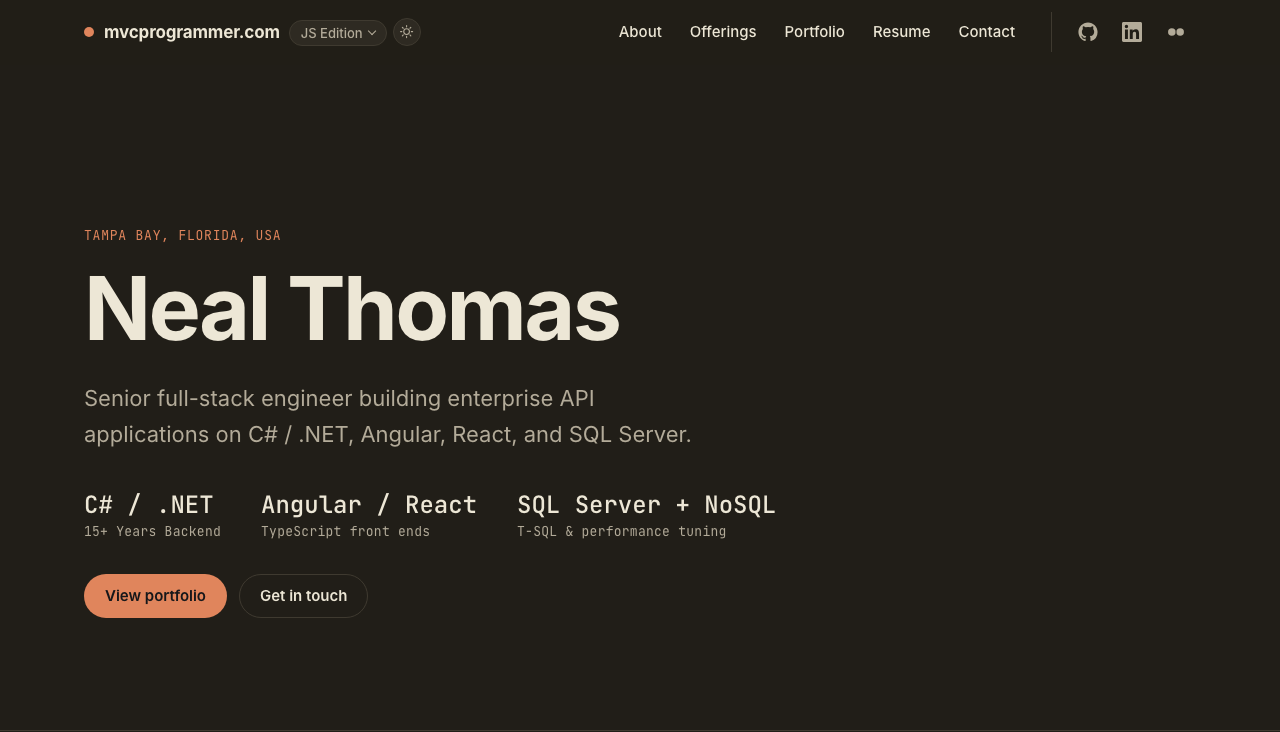 mvcprogrammer.com JS Edition About Offerings Portfolio Resume Contact
TAMPA BAY, FLORIDA, USA
Neal Thomas
Senior full-stack engineer building enterprise API
applications on C# / .NET, Angular, React, and SQL Server.
C# / .NET Angular / React SQL Server + NoSQL
15+ Years Backend TypeScript front ends T-SQL & performance tuning
View portfolio Get in touch